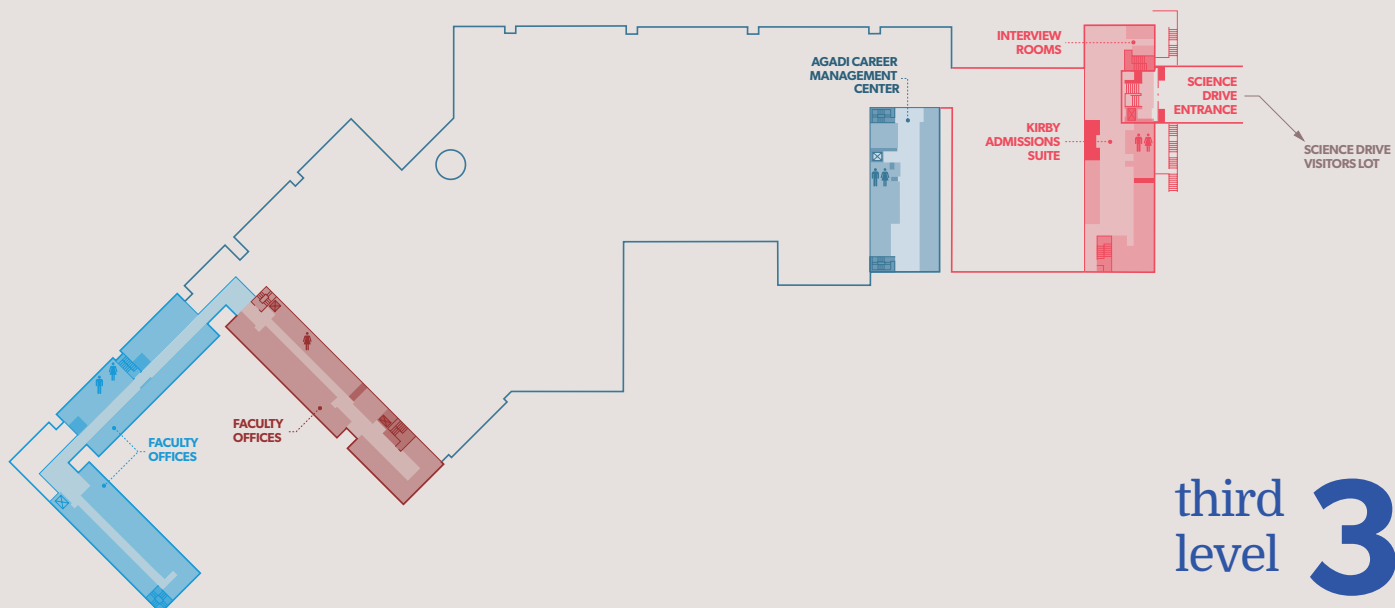 INTERVIEW
ROOMS
AGADI CAREER
MANAGEMENT
CENTER
SCIENCE
DRIVE
ENTRANCE
KIRBY
ADMISSIONS
SUITE
SCIENCE DRIVE
VISITORS LOT
FACULTY
OFFICES
FACULTY
OFFICES
third
level
3